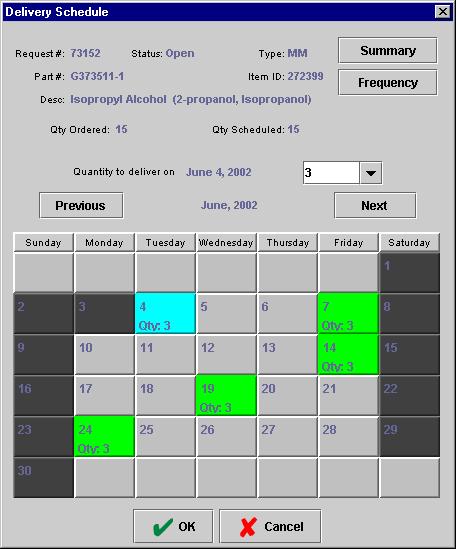 Delivery Schedule
Request #: 73152 Status: Open Type: MM Summary
Part #: G373511-1 Item ID: 272399 Frequency
Desc: Isopropyl Alcohol (2-propanol, Isopropanol)
Qty Ordered: 15 Qty Scheduled: 15
Quantity to deliver on June 4, 2002 3
Previous June, 2002 Next
Sunday Monday Tuesday Wednesday Thursday Friday Saturday
1
2 3 4 5 6 7 8
Qty: 3 Qty: 3
9 10 11 12 13 14 15
Qty: 3
16 17 18 19 20 21 22
Qty: 3
23 24 25 26 27 28 29
Qty: 3
30
OK Cancel